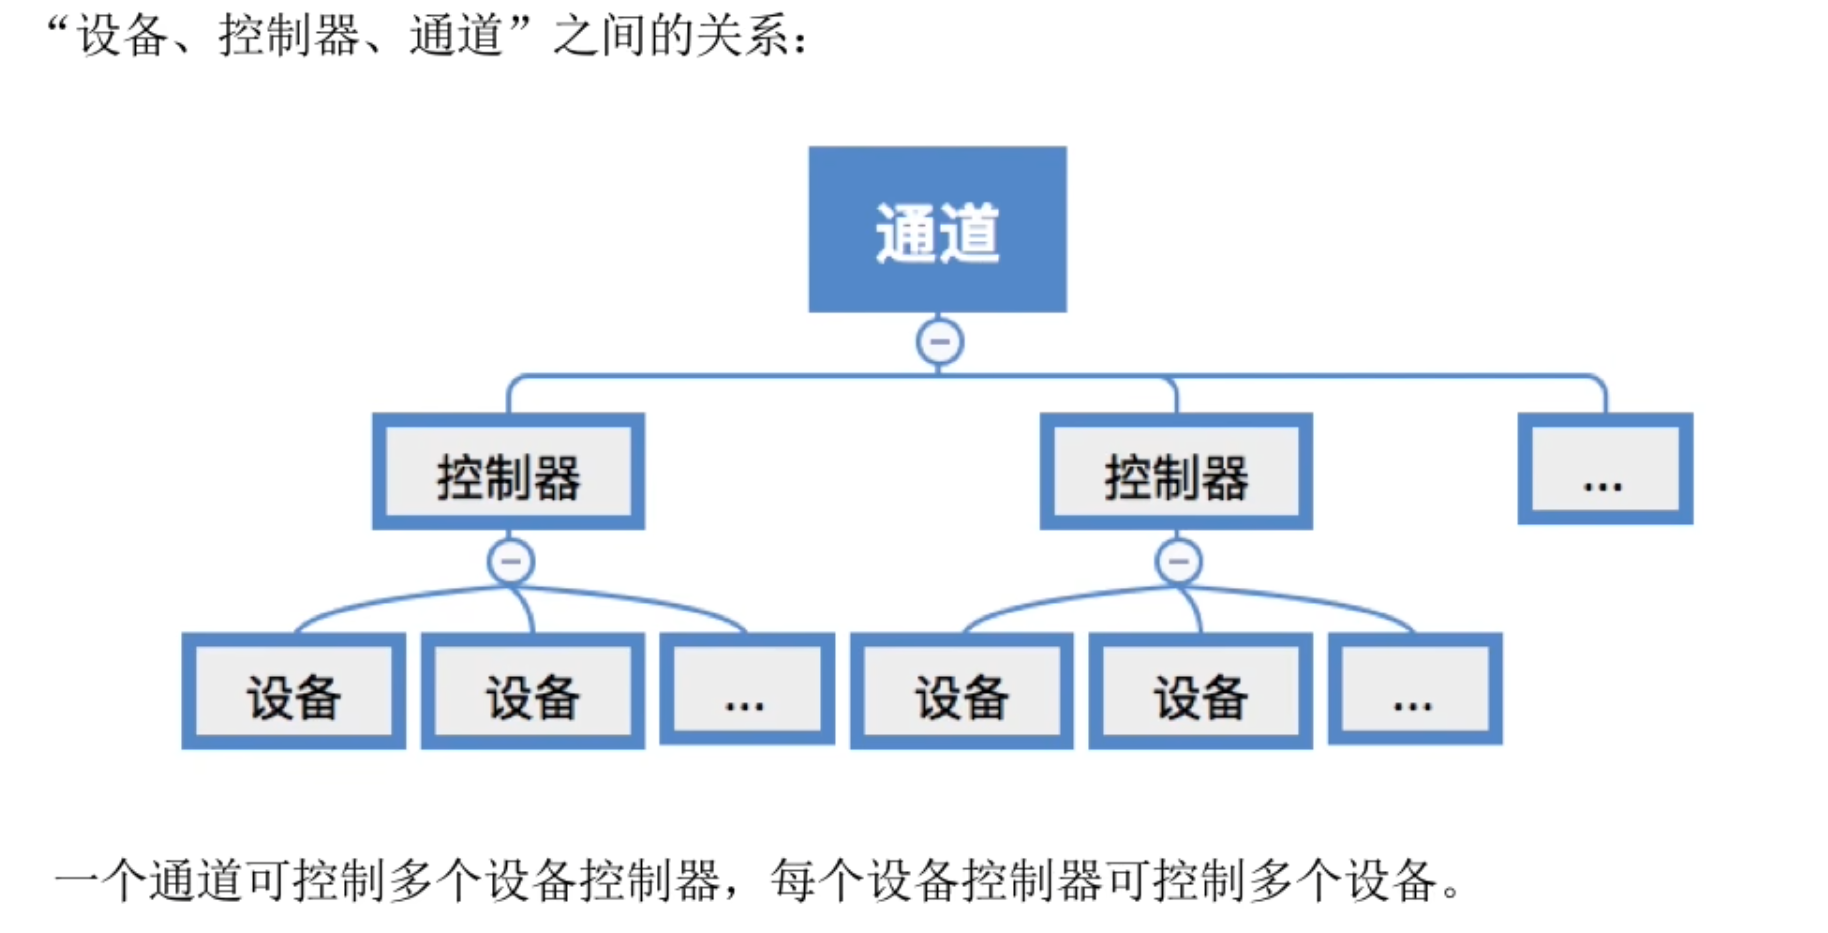 “设备、控制器、通道”之间的关系：
通道
控制器 控制器 ...
设备 设备 ... 设备 设备 ...
一个通道可控制多个设备控制器，每个设备控制器可控制多个设备。